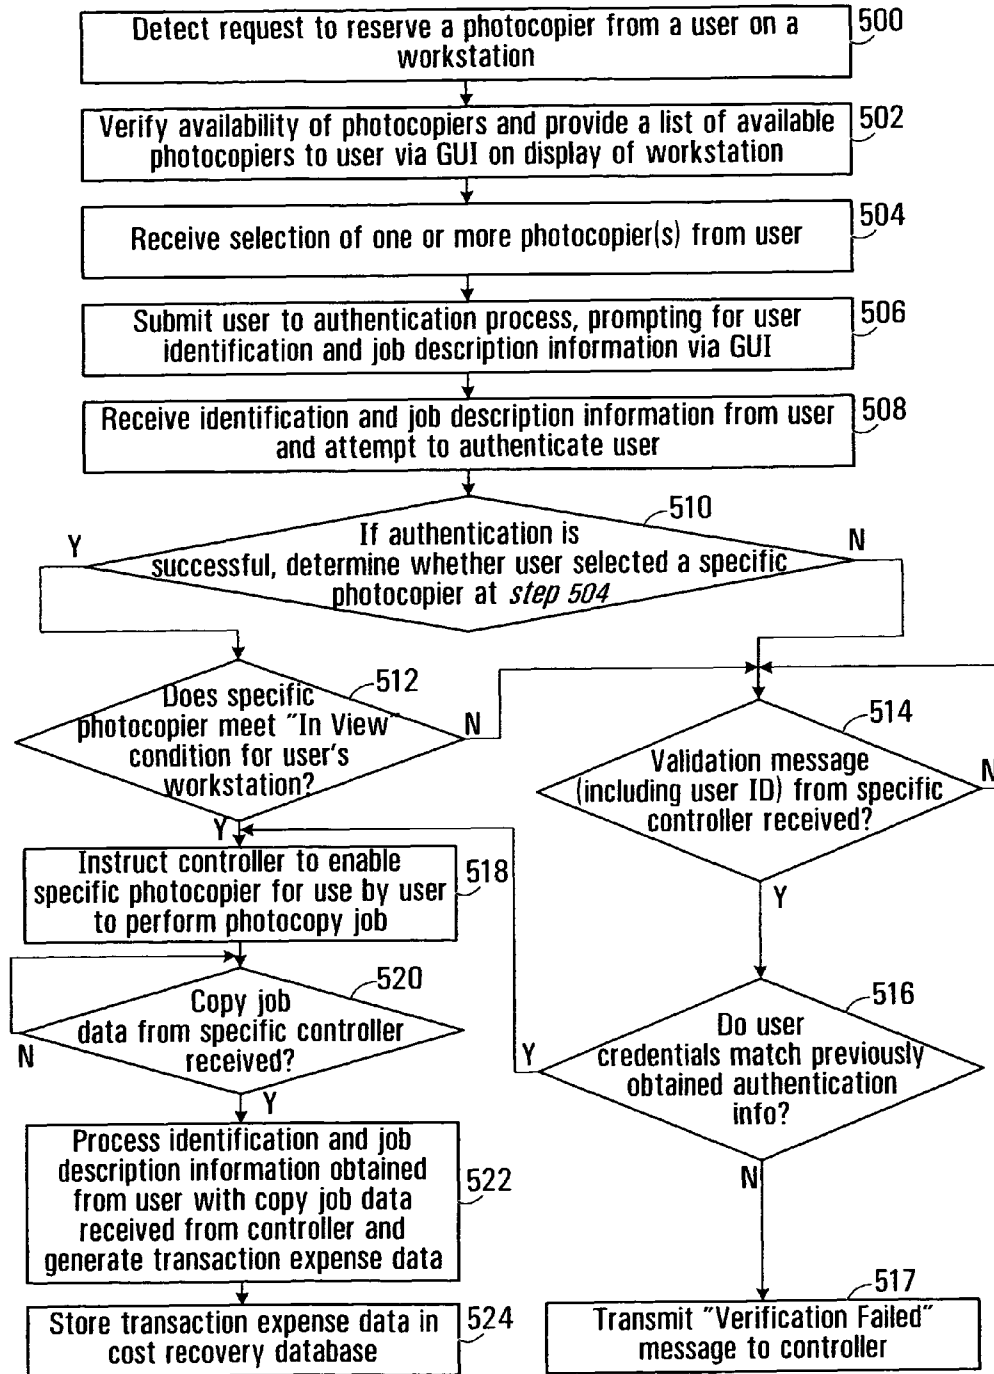 Detect request to reserve a photocopier from a user on a
workstation
500
Verify availability of photocopiers and provide a list of available
photocopiers to user via GUI on display of workstation
502
Receive selection of one or more photocopier(s) from user
504
Submit user to authentication process, prompting for user
identification and job description information via GUI
506
Receive identification and job description information from user
and attempt to authenticate user
508
510
If authentication is
successful, determine whether user selected a specific
photocopier at step 504
Y
N
512
Does specific
photocopier meet "In View"
condition for user's
workstation?
N
Y
514
Validation message
(including user ID) from specific
controller received?
N
Y
Instruct controller to enable
specific photocopier for use by user
to perform photocopy job
518
520
Copy job
data from specific controller
received?
N
Y
516
Do user
credentials match previously
obtained authentication
info?
Y
N
Process identification and job
description information obtained
from user with copy job data
received from controller and
generate transaction expense data
522
Store transaction expense data in
cost recovery database
524
517
Transmit "Verification Failed"
message to controller